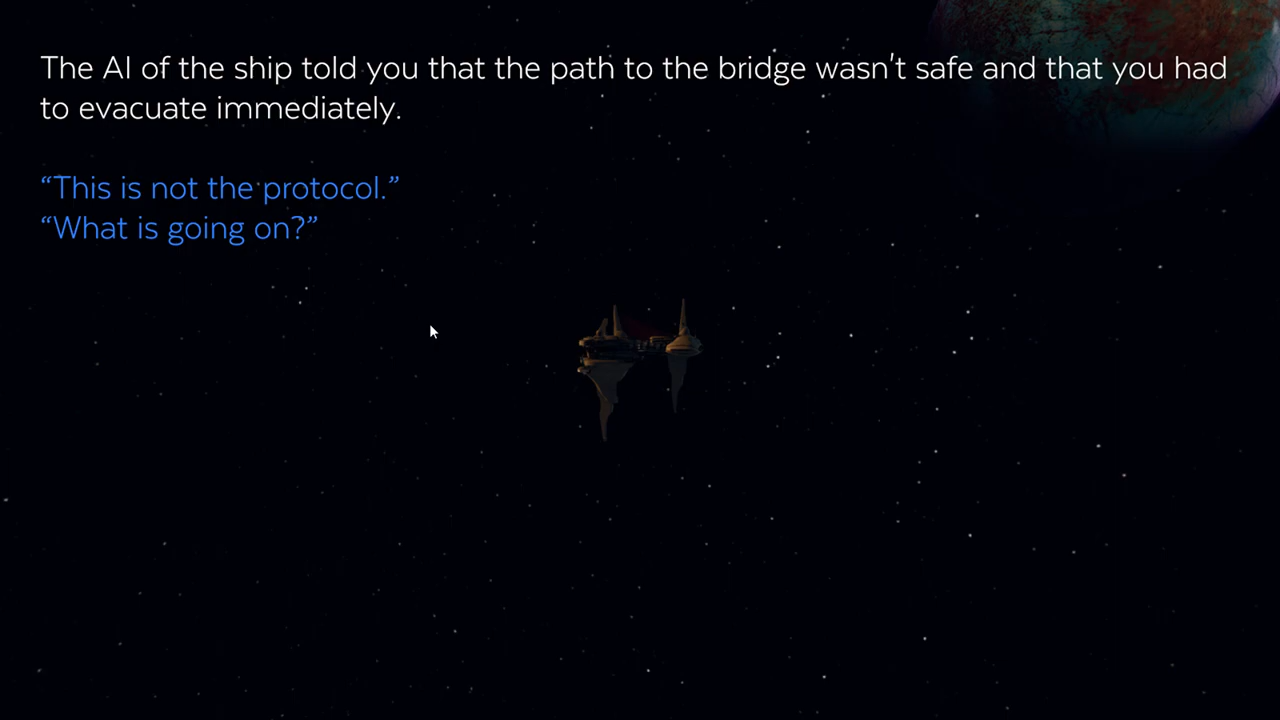 The AI of the ship told you that the path to the bridge wasn't safe and that you had
to evacuate immediately.
“This is not the protocol.”
“What is going on?”